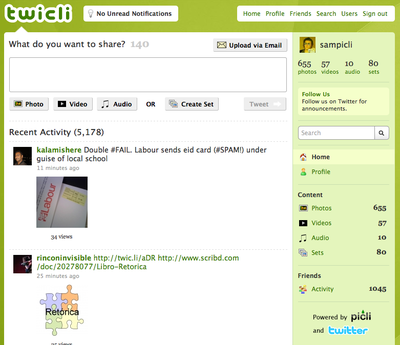 twicli
No Unread Notifications
Home Profile Friends Search Users Sign out
What do you want to share? 140
Upload via Email
Photo
Video
Audio
OR
Create Set
Tweet
Recent Activity (5,178)
kalamishere Double #FAIL. Labour sends eid card (#SPAM!) under
guise of local school
11 minutes ago
Labour
34 views
rinconinvisible http://twic.li/aDR http://www.scribd.com
/doc/20278077/Libro-Retorica
25 minutes ago
Retorica
sampicli
655 57 10 80
photos videos audio sets
Follow Us
Follow us on Twitter for
announcements.
Search
Home
Profile
Content
Photos 655
Videos 57
Audio 10
Sets 80
Friends
Activity 1045
Powered by picli
and twitter